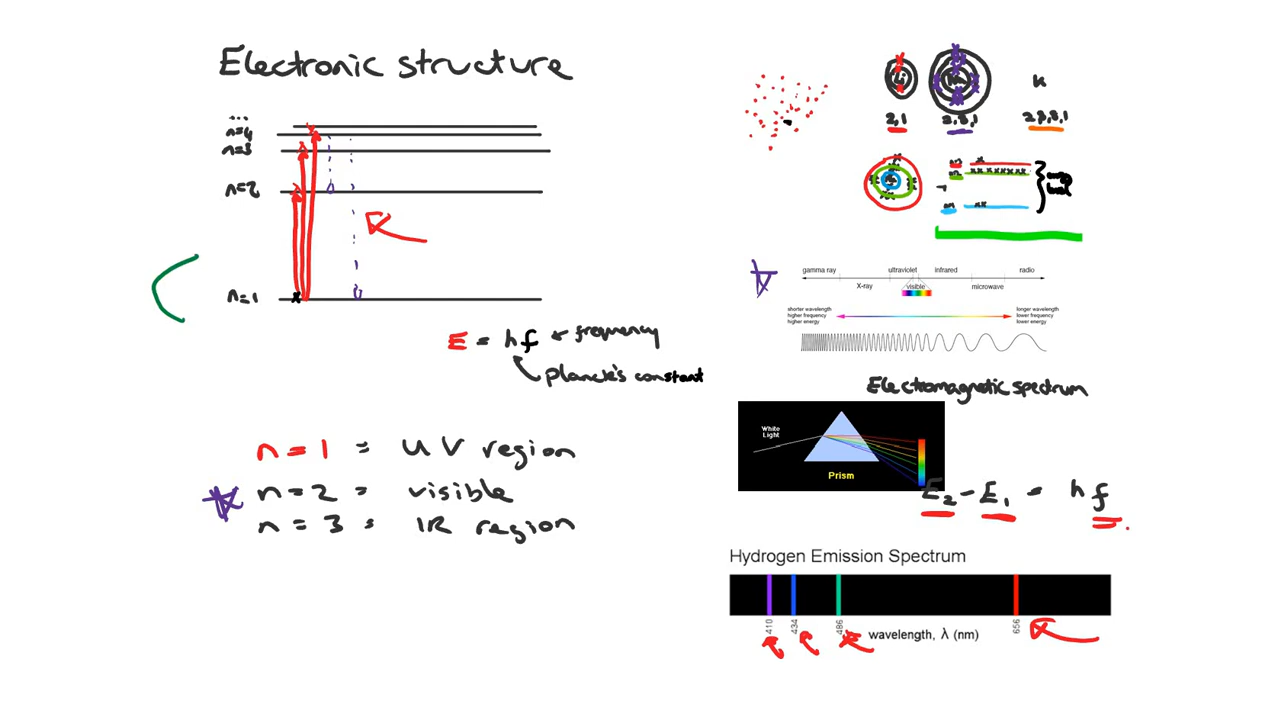 Electronic structure
...
n=4
n=3
n=2
n=1
E = hf ← frequency
planck's constant
n=1 = UV region
n=2 = visible
n=3 = IR region
Li
K
2,1
2,8,1
2,8,8,1
gamma ray
ultraviolet
infrared
radio
X-ray
visible
microwave
shorter wavelength
higher frequency
higher energy
longer wavelength
lower frequency
lower energy
Electromagnetic spectrum
White
Light
Prism
E2 - E1 = hf
Hydrogen Emission Spectrum
410
434
486
wavelength, λ (nm)
656